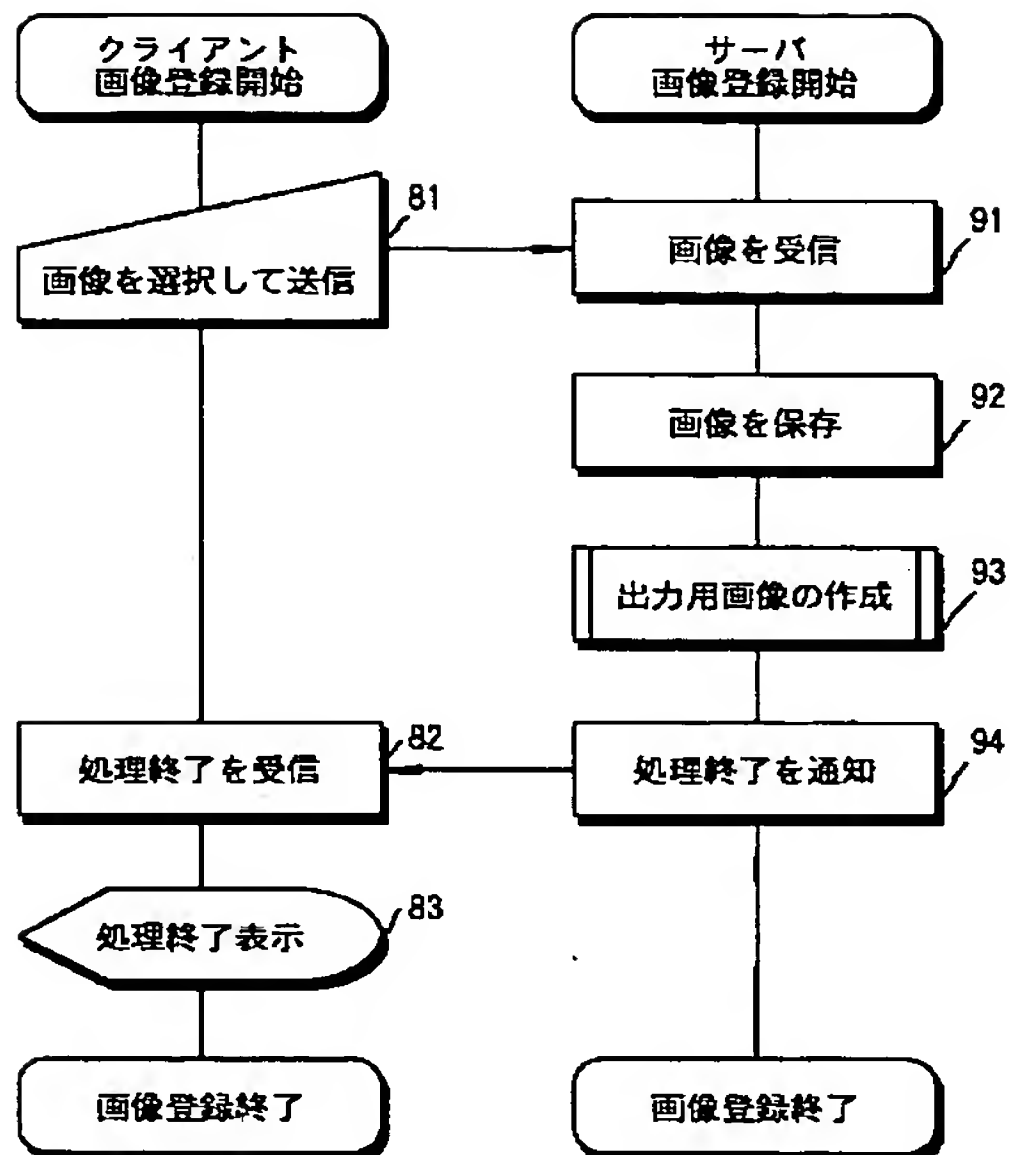 クライアント
画像登録開始
サーバ
画像登録開始
81
画像を選択して送信
画像を受信
91
画像を保存
92
出力用画像の作成
93
処理終了を受信
82
処理終了を通知
94
処理終了表示
83
画像登録終了
画像登録終了